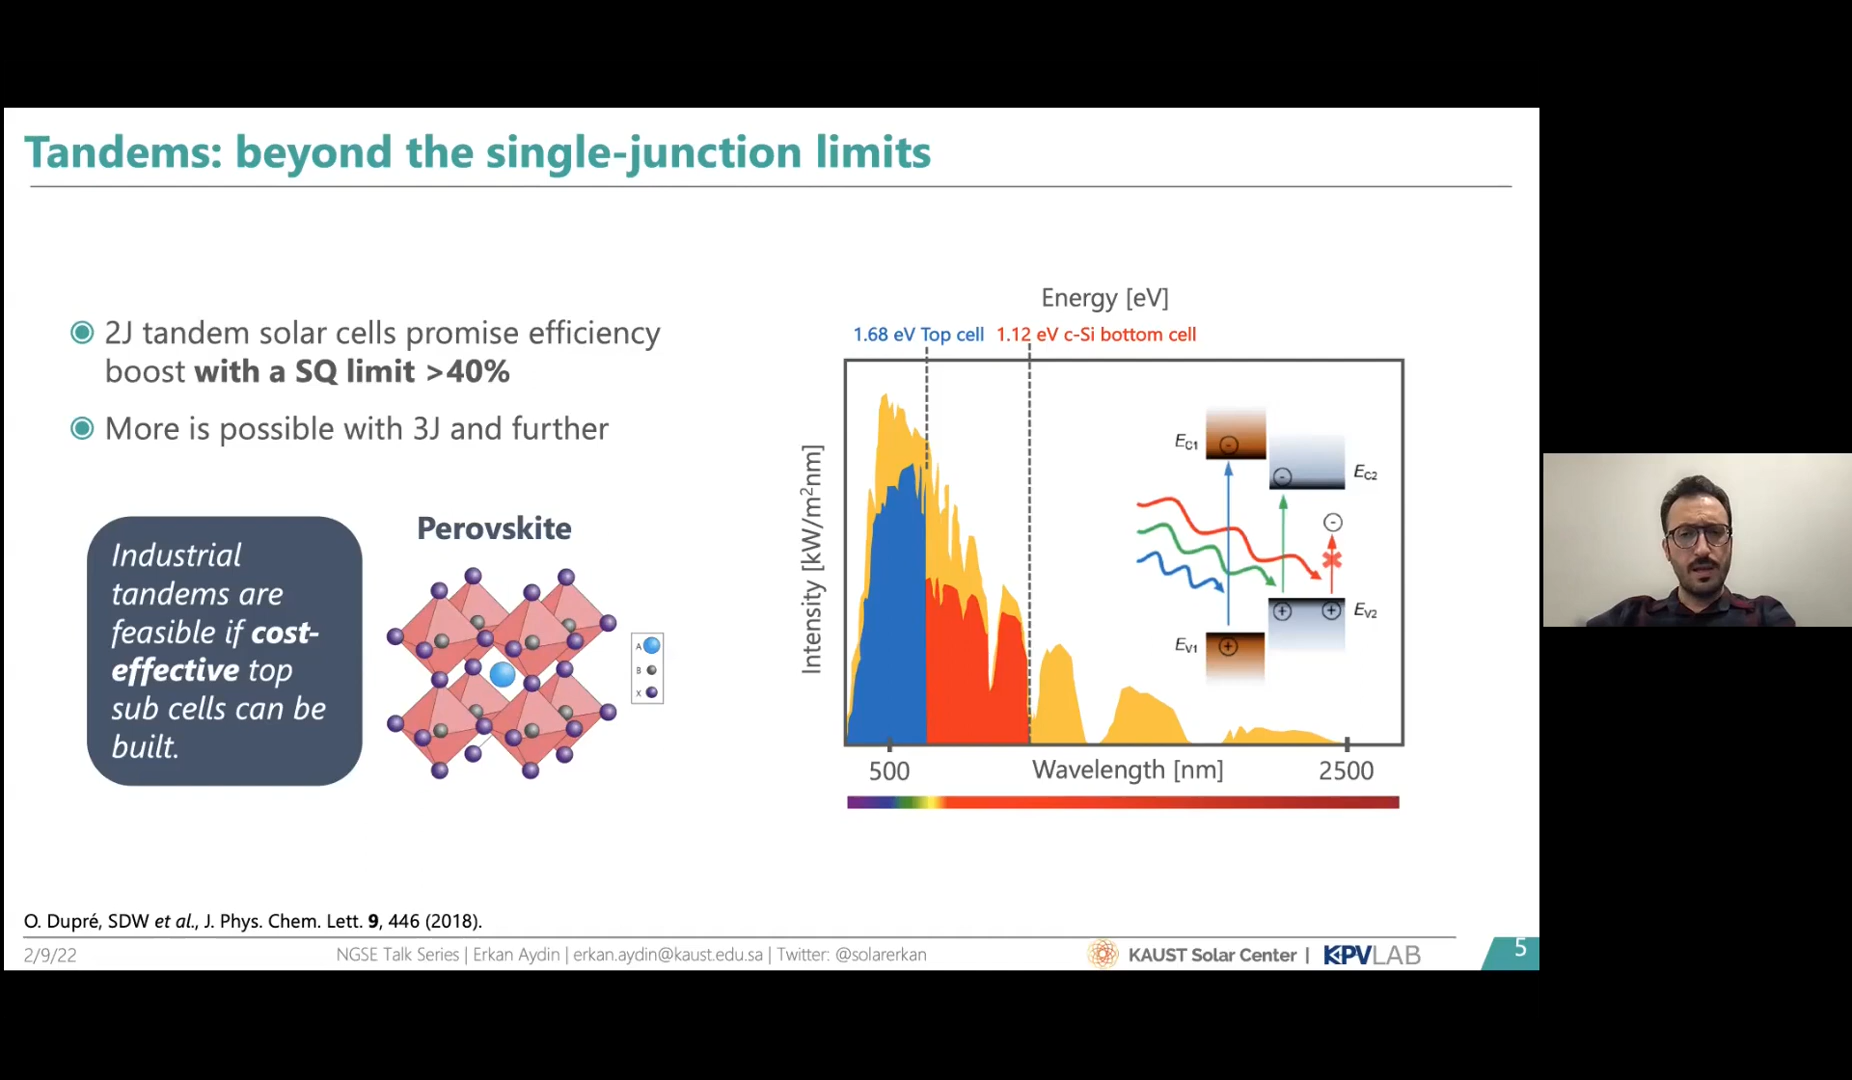 Tandems: beyond the single-junction limits
2J tandem solar cells promise efficiency
boost with a SQ limit >40%
More is possible with 3J and further
Industrial
tandems are
feasible if cost-
effective top
sub cells can be
built.
Perovskite
A
B
X
Energy [eV]
1.68 eV Top cell 1.12 eV c-Si bottom cell
Intensity [kW/m²nm]
E_C1
E_C2
E_V2
E_V1
500
Wavelength [nm]
2500
O. Dupré, SDW et al., J. Phys. Chem. Lett. 9, 446 (2018).
2/9/22
NGSE Talk Series | Erkan Aydin | erkan.aydin@kaust.edu.sa | Twitter: @solarerkan
KAUST Solar Center | KPVLAB
5